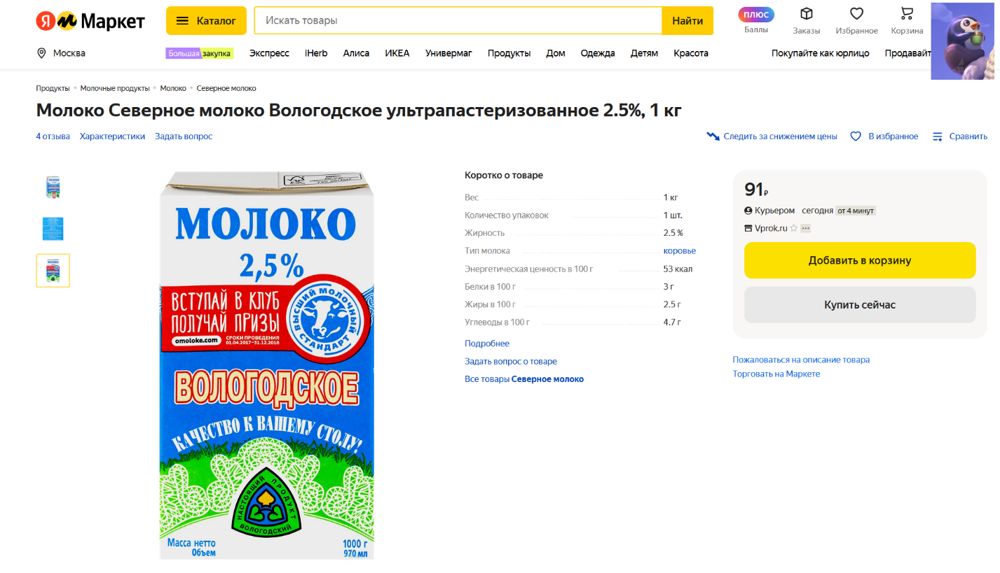 Я М Маркет
Каталог
Искать товары
Найти
плюс
Баллы
Заказы
Избранное
Корзина
Москва
Большая закупка
Экспресс
iHerb
Алиса
ИКЕА
Универмаг
Продукты
Дом
Одежда
Детям
Красота
Покупайте как юрлицо
Продавайт
Продукты • Молочные продукты • Молоко • Северное молоко
Молоко Северное молоко Вологодское ультрапастеризованное 2.5%, 1 кг
4 отзыва Характеристики Задать вопрос
Следить за снижением цены
В избранное
Сравнить
FSC
МОЛОКО
2,5%
ВСТУПАЙ В КЛУБ
ПОЛУЧАЙ ПРИЗЫ
omoloke.com
СРОКИ ПРОВЕДЕНИЯ
01.04.2017–31.12.2018
ВЫСШИЙ МОЛОЧНЫЙ СТАНДАРТ
ВОЛОГОДСКОЕ
КАЧЕСТВО К ВАШЕМУ СТОЛУ!
НАСТОЯЩИЙ ПРОДУКТ
ВОЛОГОДСКИЙ
Масса нетто 1000 г
Объем 970 мл
Коротко о товаре
Вес 1 кг
Количество упаковок 1 шт.
Жирность 2.5 %
Тип молока коровье
Энергетическая ценность в 100 г 53 ккал
Белки в 100 г 3 г
Жиры в 100 г 2.5 г
Углеводы в 100 г 4.7 г
Подробнее
Задать вопрос о товаре
Все товары Северное молоко
91 ₽
Курьером сегодня от 4 минут
Vprok.ru
Добавить в корзину
Купить сейчас
Пожаловаться на описание товара
Торговать на Маркете